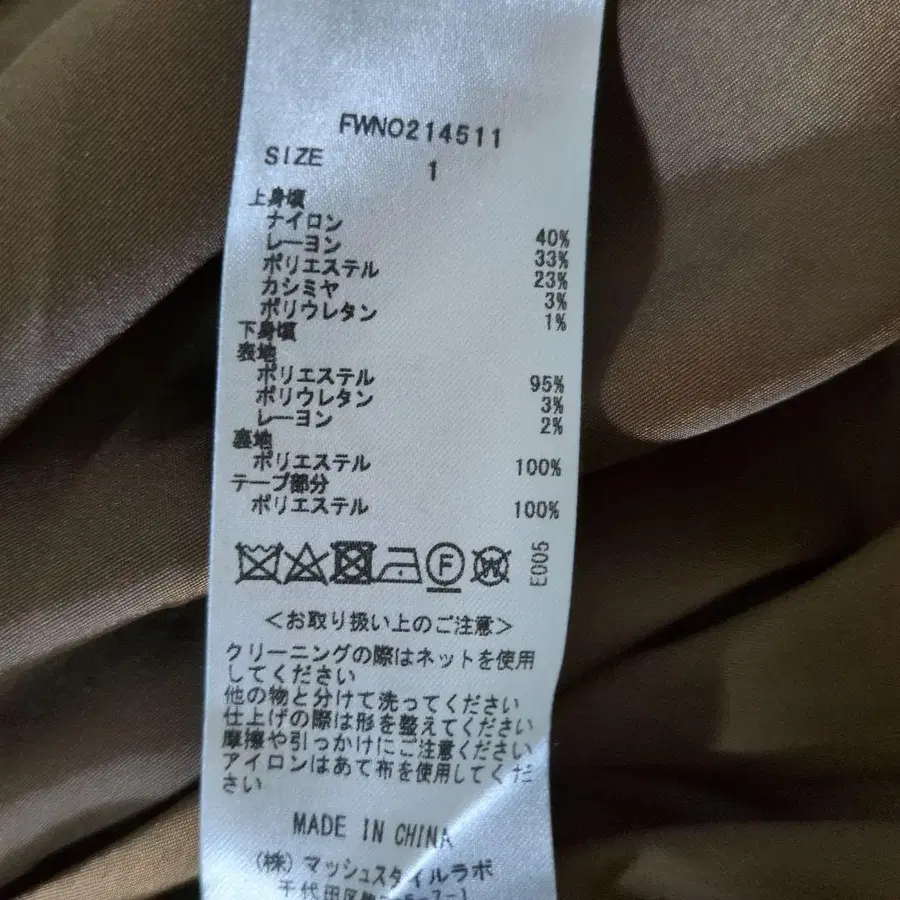 FWNO214511
SIZE 1
上身頃
ナイロン 40%
レーヨン 33%
ポリエステル 23%
カシミヤ 3%
ポリウレタン 1%
下身頃
表地
ポリエステル 95%
ポリウレタン 3%
レーヨン 2%
裏地
ポリエステル 100%
テープ部分
ポリエステル 100%
F W E005
<お取り扱い上のご注意>
クリーニングの際はネットを使用
してください
他の物と分けて洗ってください
仕上げの際は形を整えてください
摩擦や引っかけにご注意ください
アイロンはあて布を使用してくだ
さい
MADE IN CHINA
(株)マッシュスタイルラボ
千代田区 5-7-1